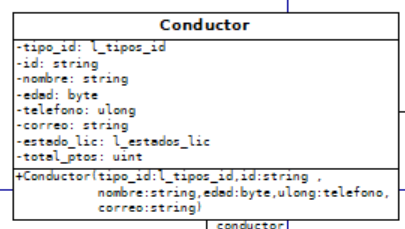 Conductor
-tipo_id: l_tipos_id
-id: string
-nombre: string
-edad: byte
-telefono: ulong
-correo: string
-estado_lic: l_estados_lic
-total_ptos: uint
+Conductor(tipo_id:l_tipos_id,id:string ,
nombre:string,edad:byte,ulong:telefono,
correo:string)
conductor